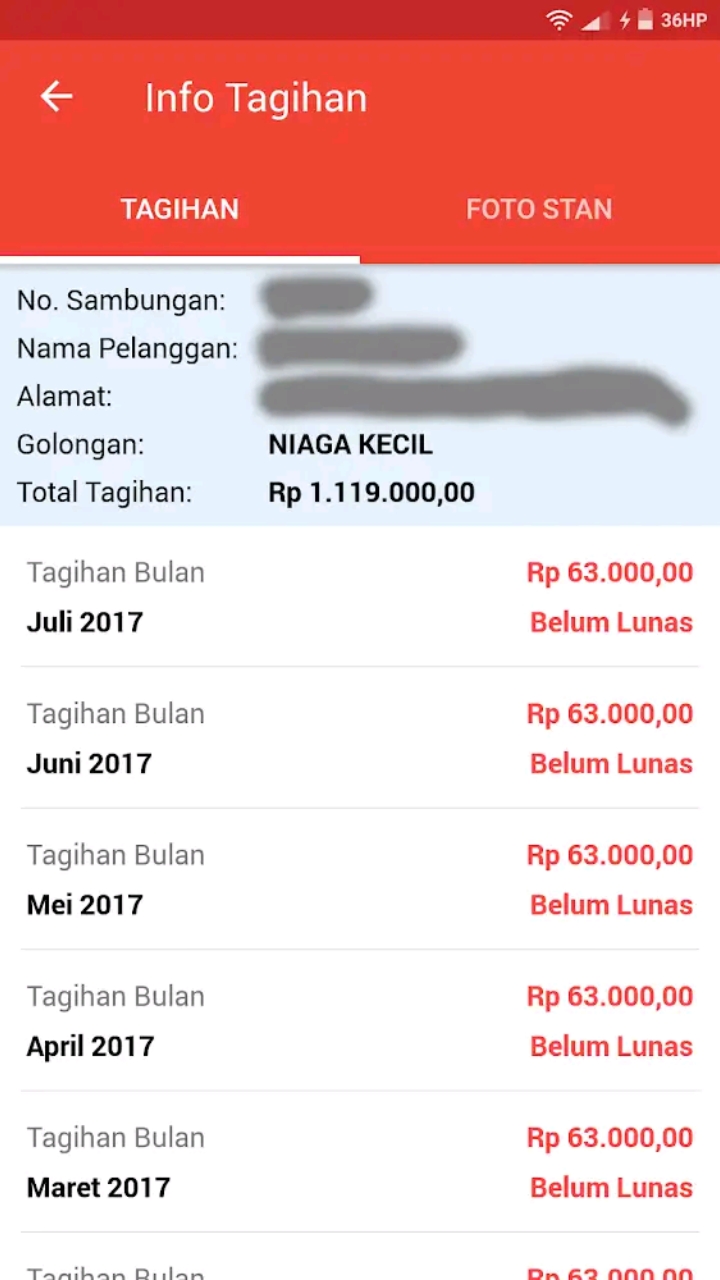 36HP
Info Tagihan
TAGIHAN FOTO STAN
No. Sambungan:
Nama Pelanggan:
Alamat:
Golongan: NIAGA KECIL
Total Tagihan: Rp 1.119.000,00
Tagihan Bulan Rp 63.000,00
Juli 2017 Belum Lunas
Tagihan Bulan Rp 63.000,00
Juni 2017 Belum Lunas
Tagihan Bulan Rp 63.000,00
Mei 2017 Belum Lunas
Tagihan Bulan Rp 63.000,00
April 2017 Belum Lunas
Tagihan Bulan Rp 63.000,00
Maret 2017 Belum Lunas
Tagihan Bulan Rp 63.000,00